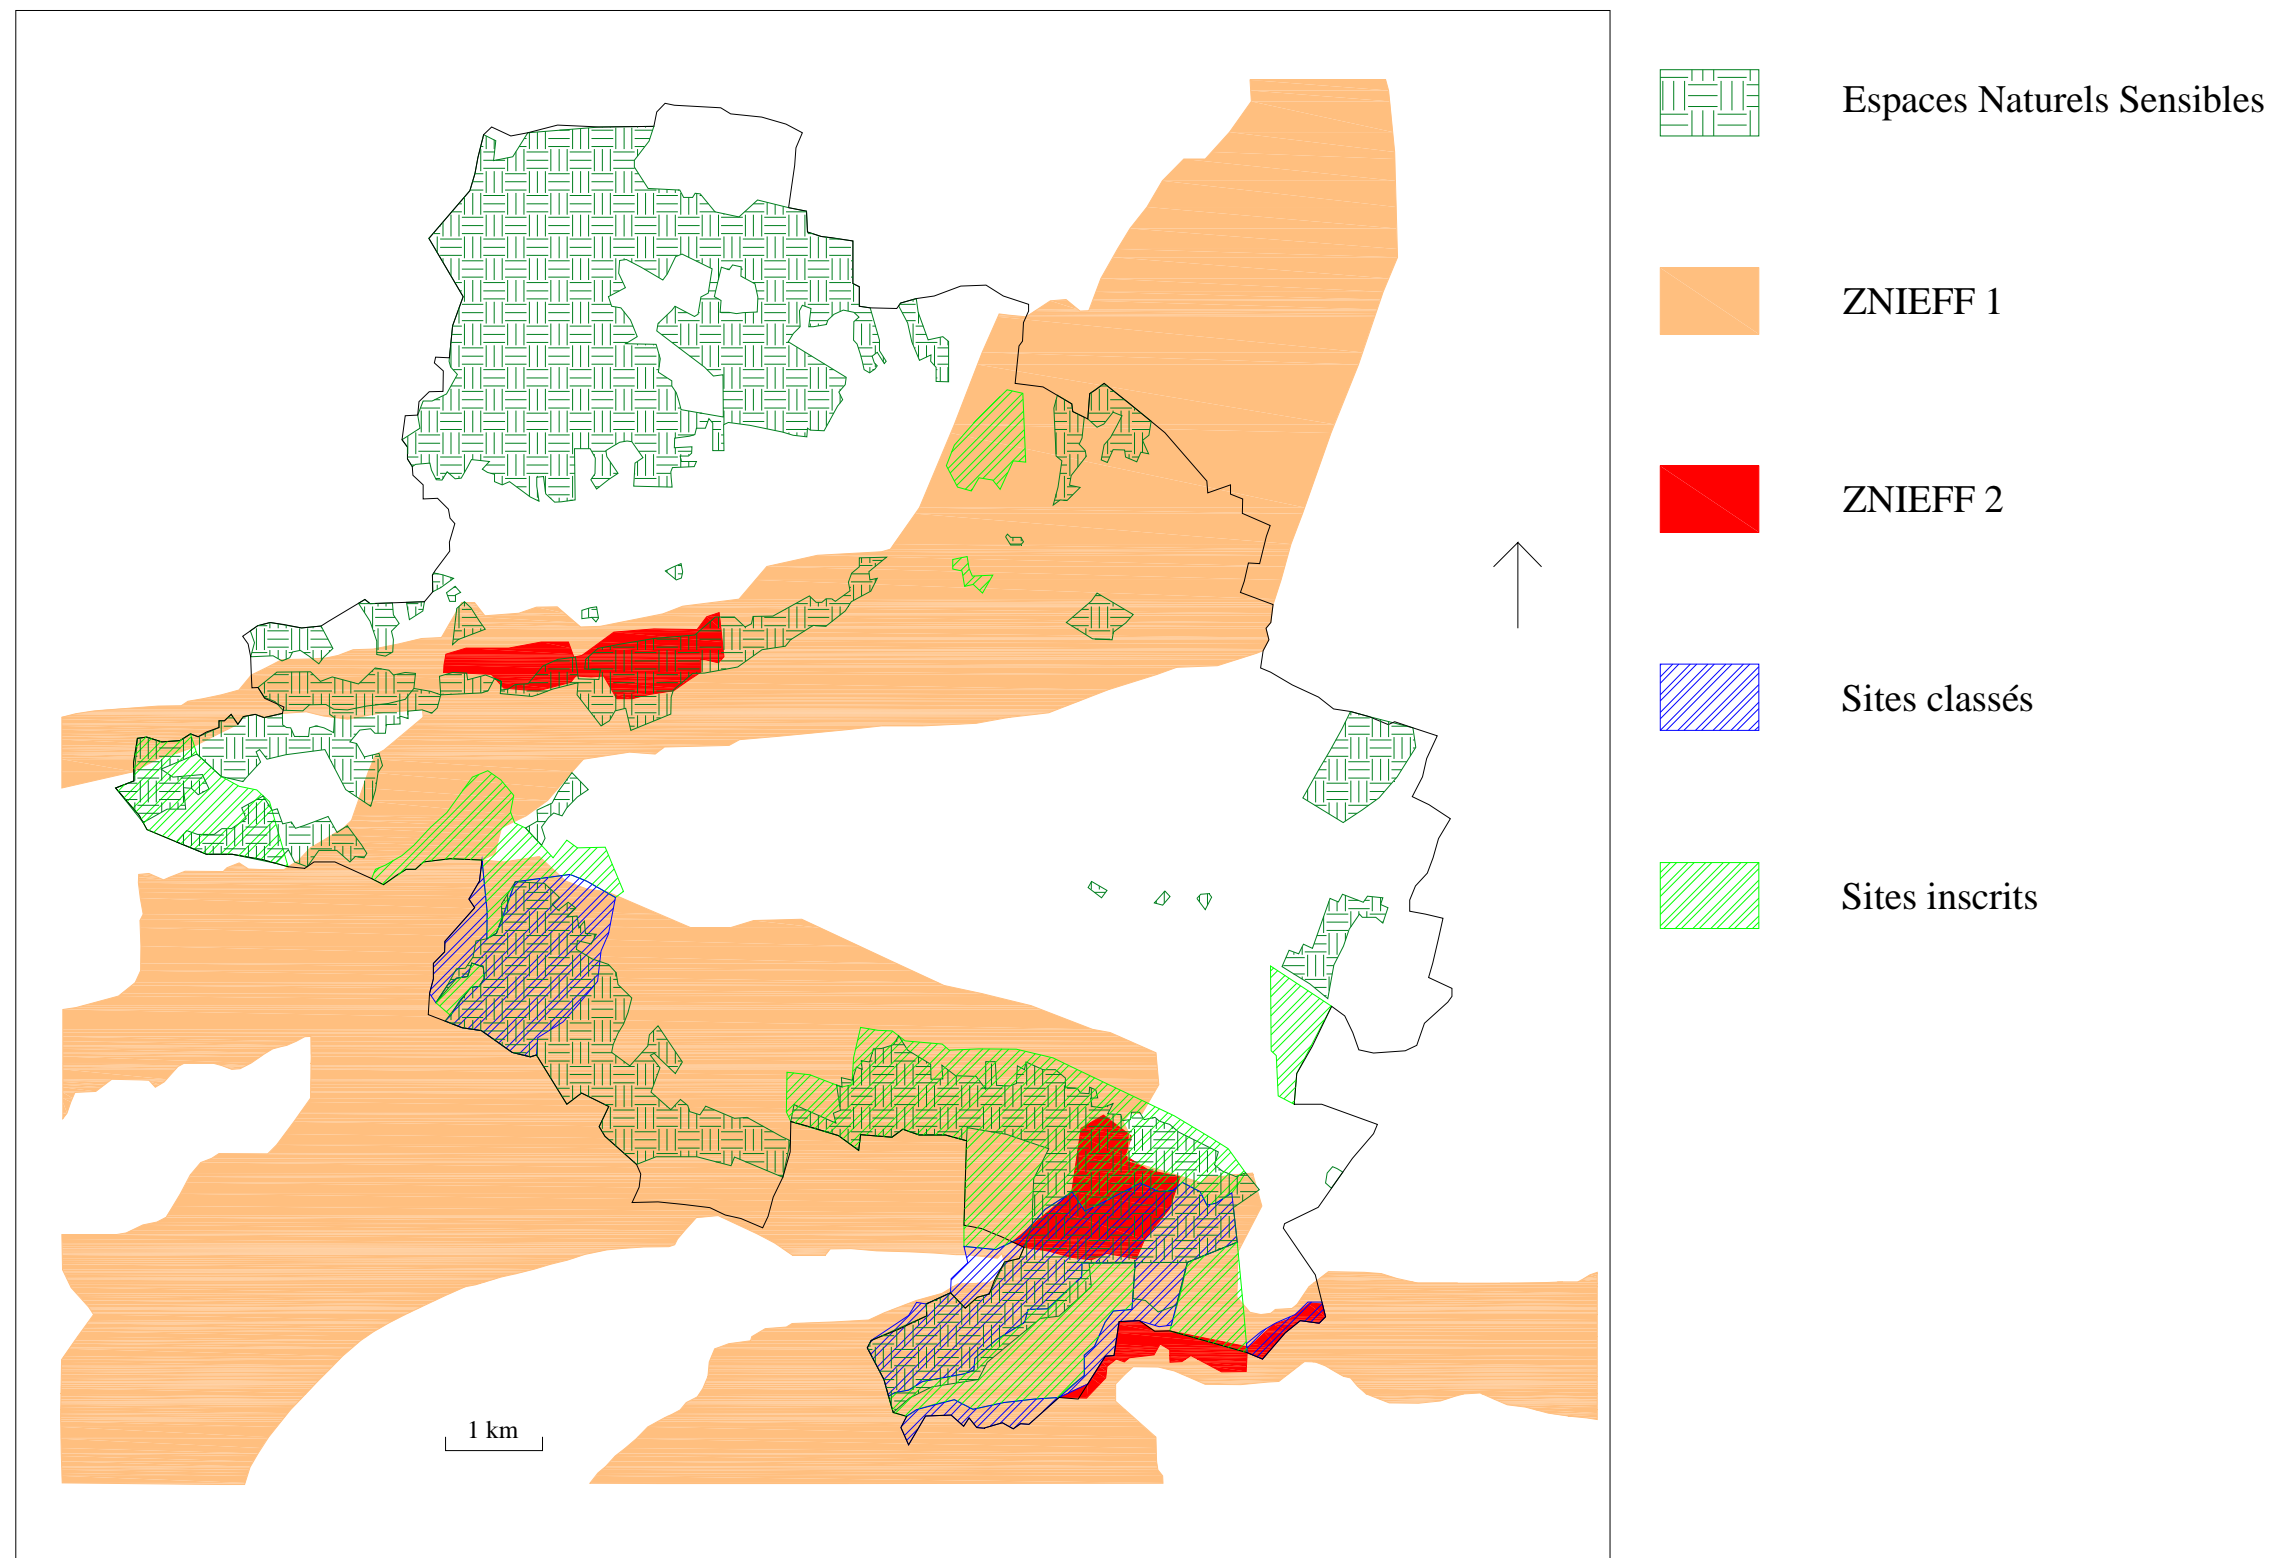 Espaces Naturels Sensibles
ZNIEFF 1
ZNIEFF 2
Sites classés
Sites inscrits
1 km